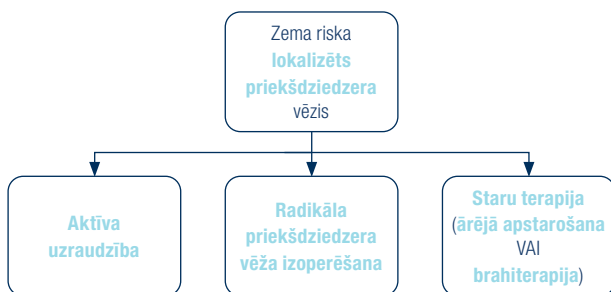 Zema riska
lokalizēts
priekšdziedzera
vēzis
Aktīva
uzraudzība
Radikāla
priekšdziedzera
vēža izoperēšana
Staru terapija
(ārējā apstarošana
VAI
brahiterapija)